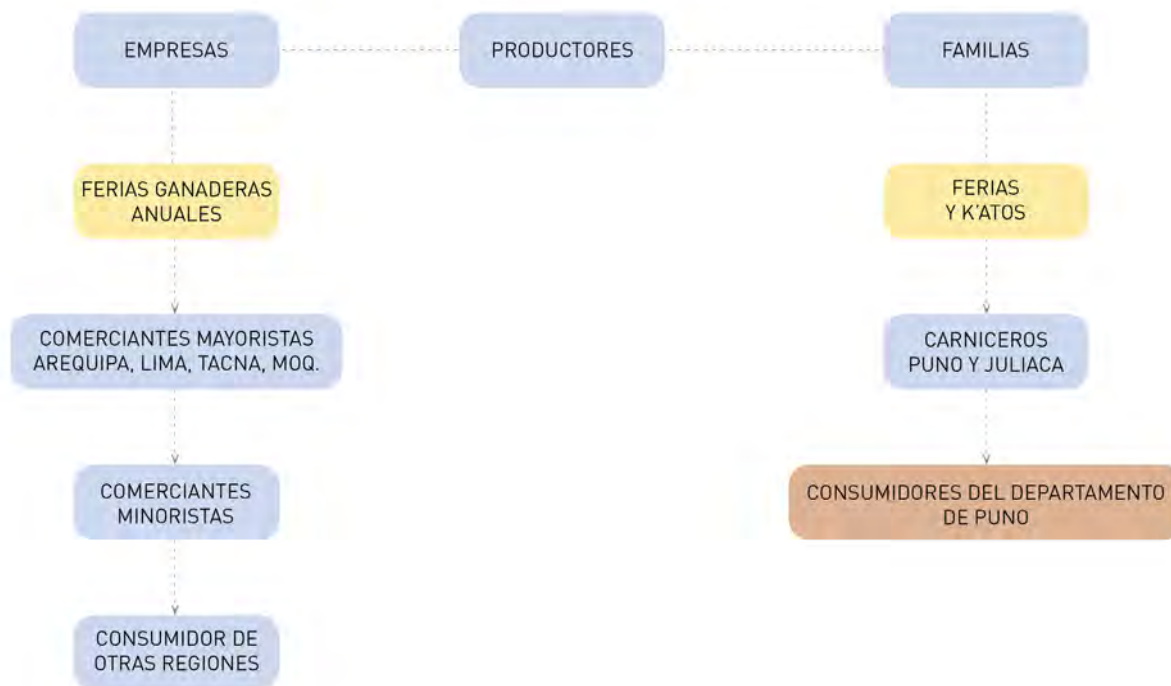 EMPRESAS
PRODUCTORES
FAMILIAS
FERIAS GANADERAS
ANUALES
FERIAS
Y K'ATOS
COMERCIANTES MAYORISTAS
AREQUIPA, LIMA, TACNA, MOQ.
CARNICEROS
PUNO Y JULIACA
COMERCIANTES
MINORISTAS
CONSUMIDORES DEL DEPARTAMENTO
DE PUNO
CONSUMIDOR DE
OTRAS REGIONES